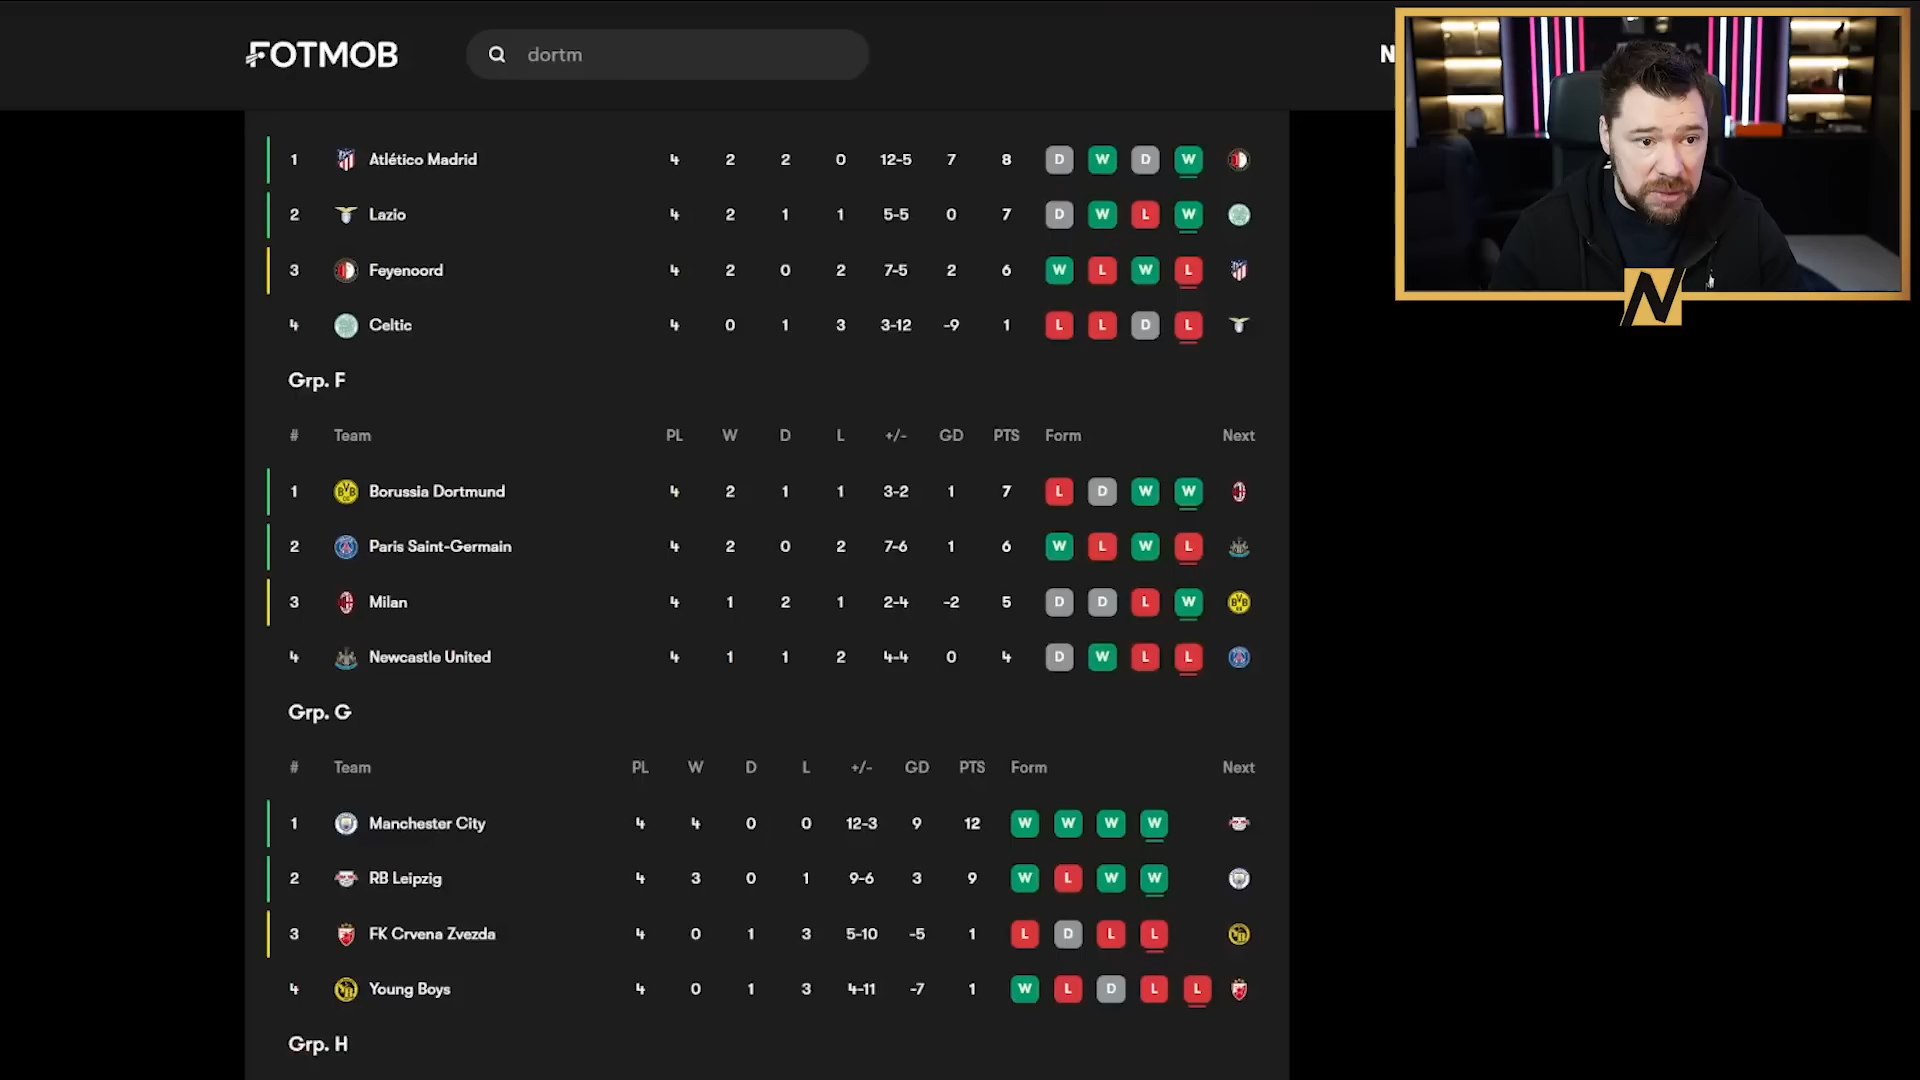 FOTMOB dortm N
1 Atlético Madrid 4 2 2 0 12-5 7 8 D W D W
2 Lazio 4 2 1 1 5-5 0 7 D W L W
3 Feyenoord 4 2 0 2 7-5 2 6 W L W L
4 Celtic 4 0 1 3 3-12 -9 1 L L D L
Grp. F
# Team PL W D L +/- GD PTS Form Next
1 Borussia Dortmund 4 2 1 1 3-2 1 7 L D W W
2 Paris Saint-Germain 4 2 0 2 7-6 1 6 W L W L
3 Milan 4 1 2 1 2-4 -2 5 D D L W
4 Newcastle United 4 1 1 2 4-4 0 4 D W L L
Grp. G
# Team PL W D L +/- GD PTS Form Next
1 Manchester City 4 4 0 0 12-3 9 12 W W W W
2 RB Leipzig 4 3 0 1 9-6 3 9 W L W W
3 FK Crvena Zvezda 4 0 1 3 5-10 -5 1 L D L L
4 Young Boys 4 0 1 3 4-11 -7 1 W L D L L
Grp. H
N